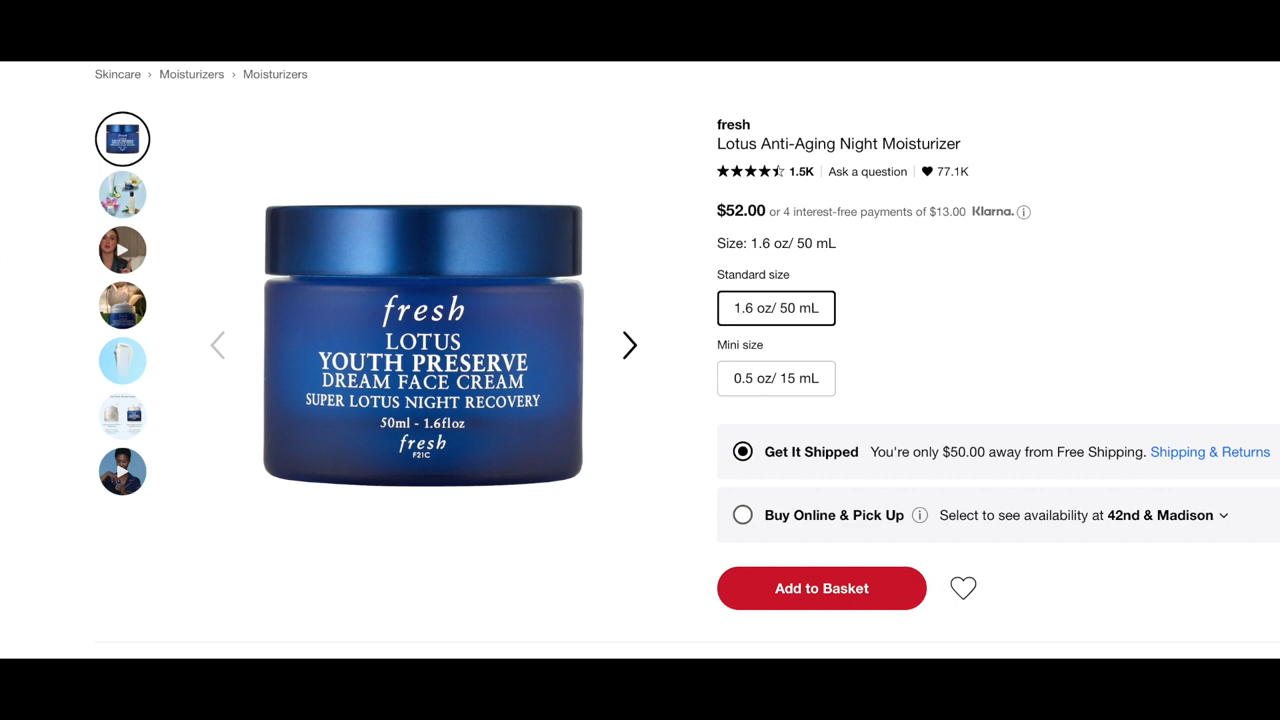 Skincare › Moisturizers › Moisturizers
fresh
LOTUS
YOUTH PRESERVE
DREAM FACE CREAM
SUPER LOTUS NIGHT RECOVERY
50ml - 1.6floz
fresh
F21C
fresh
Lotus Anti-Aging Night Moisturizer
1.5K | Ask a question | 77.1K
$52.00 or 4 interest-free payments of $13.00 Klarna.
Size: 1.6 oz/ 50 mL
Standard size
1.6 oz/ 50 mL
Mini size
0.5 oz/ 15 mL
Get It Shipped You're only $50.00 away from Free Shipping. Shipping & Returns
Buy Online & Pick Up Select to see availability at 42nd & Madison
Add to Basket